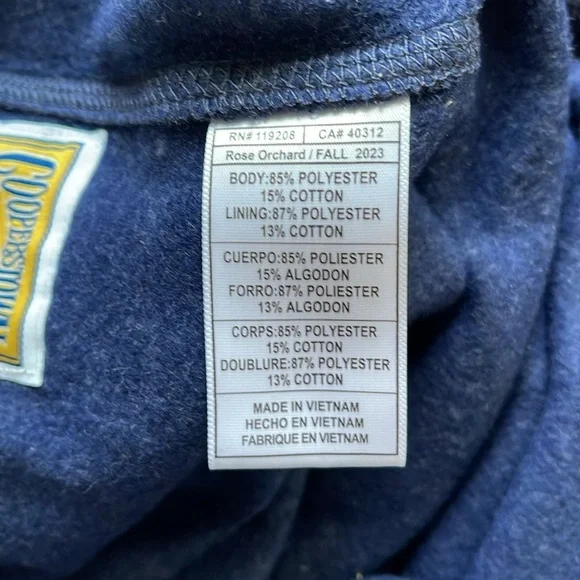 RN# 119208 CA# 40312
Rose Orchard / FALL 2023
BODY:85% POLYESTER
15% COTTON
LINING:87% POLYESTER
13% COTTON
CUERPO:85% POLIESTER
15% ALGODON
FORRO:87% POLIESTER
13% ALGODON
CORPS:85% POLYESTER
15% COTTON
DOUBLURE:87% POLYESTER
13% COTTON
MADE IN VIETNAM
HECHO EN VIETNAM
FABRIQUE EN VIETNAM